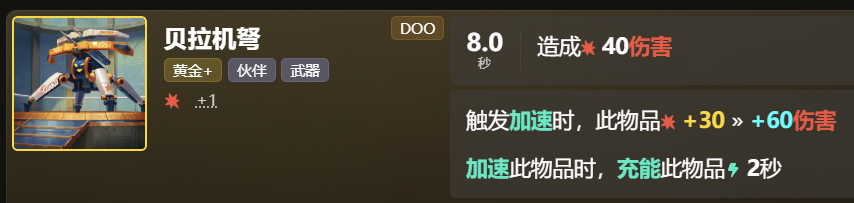 贝拉机弩
DOO
黄金+ 伙伴 武器
+1
8.0
秒
造成 40伤害
触发加速时，此物品 +30 » +60伤害
加速此物品时，充能此物品 2秒